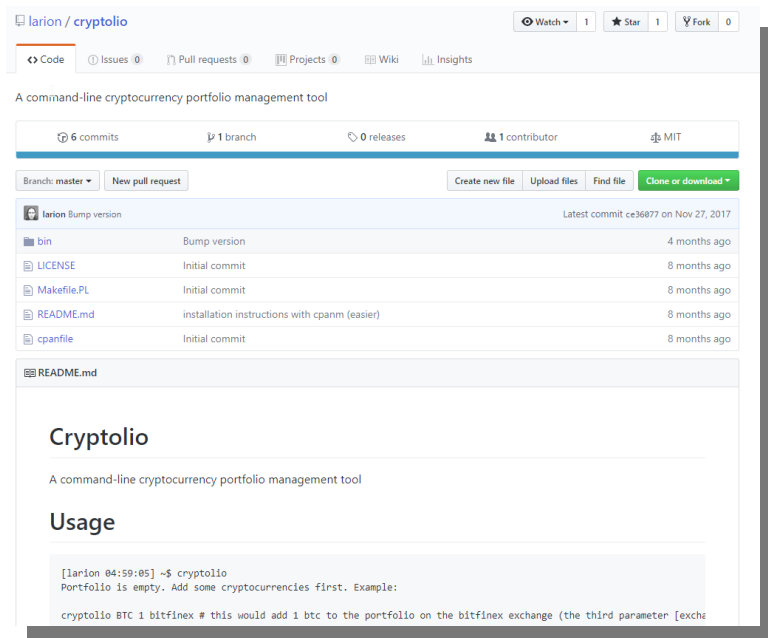 larion / cryptolio
Watch 1 Star 1 Fork 0
Code Issues 0 Pull requests 0 Projects 0 Wiki Insights
A command-line cryptocurrency portfolio management tool
6 commits 1 branch 0 releases 1 contributor MIT
Branch: master New pull request Create new file Upload files Find file Clone or download
larion Bump version Latest commit ce36077 on Nov 27, 2017
bin Bump version 4 months ago
LICENSE Initial commit 8 months ago
Makefile.PL Initial commit 8 months ago
README.md installation instructions with cpanm (easier) 8 months ago
cpanfile Initial commit 8 months ago
README.md
Cryptolio
A command-line cryptocurrency portfolio management tool
Usage
[larion 04:59:05] ~$ cryptolio
Portfolio is empty. Add some cryptocurrencies first. Example:
cryptolio BTC 1 bitfinex # this would add 1 btc to the portfolio on the bitfinex exchange (the third parameter [excha